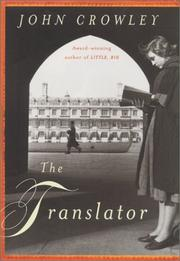 JOHN CROWLEY
Award-winning
author of LITTLE, BIG
The
Translator